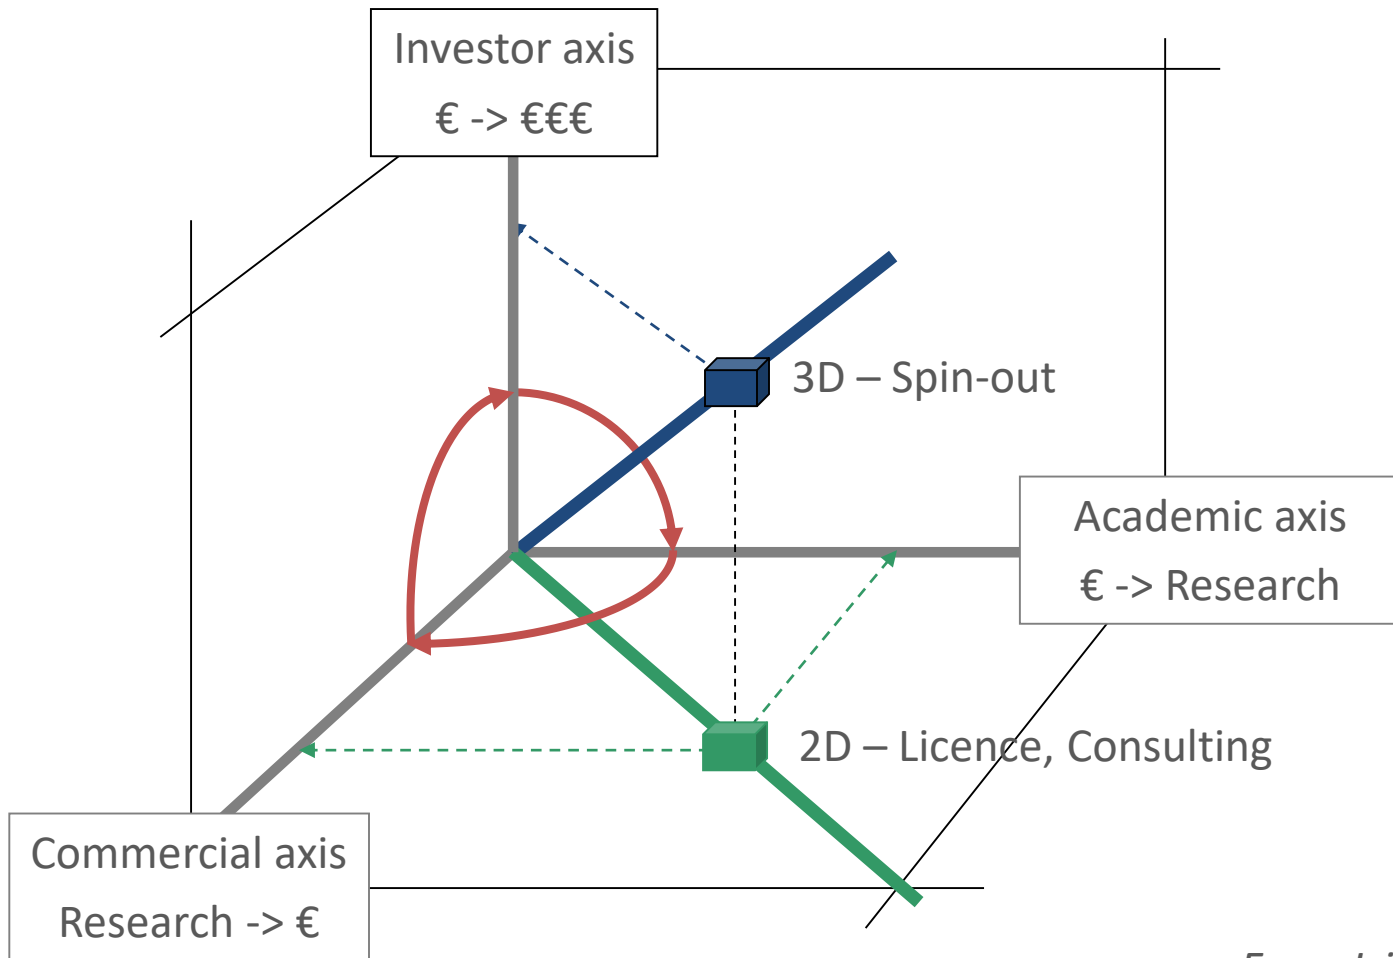 Investor axis
€ -> €€€
3D – Spin-out
Academic axis
€ -> Research
2D – Licence, Consulting
Commercial axis
Research -> €